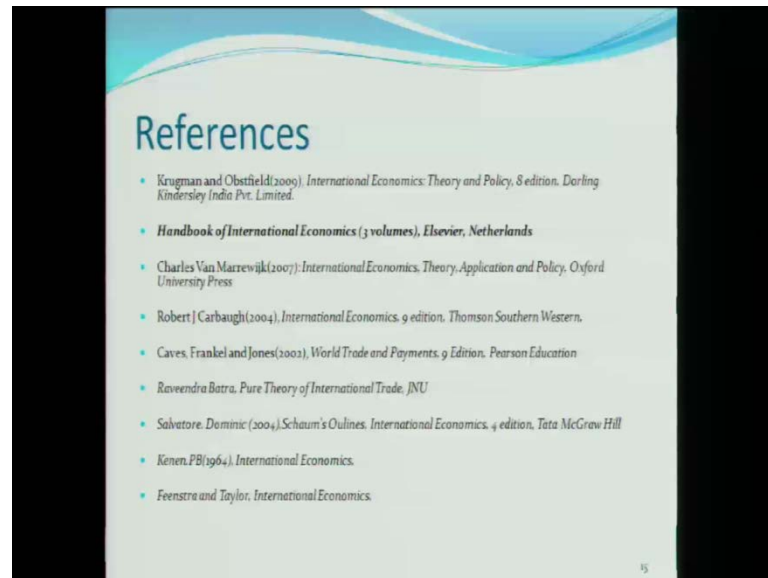 References
Krugman and Obstfield(2009), International Economics: Theory and Policy, 8 edition, Dorling
Kindersley India Pvt. Limited.
Handbook of International Economics (3 volumes), Elsevier, Netherlands
Charles Van Marrewijk(2007): International Economics, Theory, Application and Policy, Oxford
University Press
Robert J Carbaugh(2004), International Economics, 9 edition, Thomson Southern Western.
Caves, Frankel and Jones(2002), World Trade and Payments, 9 Edition, Pearson Education
Raveendra Batra, Pure Theory of International Trade, JNU
Salvatore, Dominic (2004),Schaum's Oulines, International Economics, 4 edition, Tata McGraw Hill
Kenen,PB(1964), International Economics.
Feenstra and Taylor, International Economics.
15